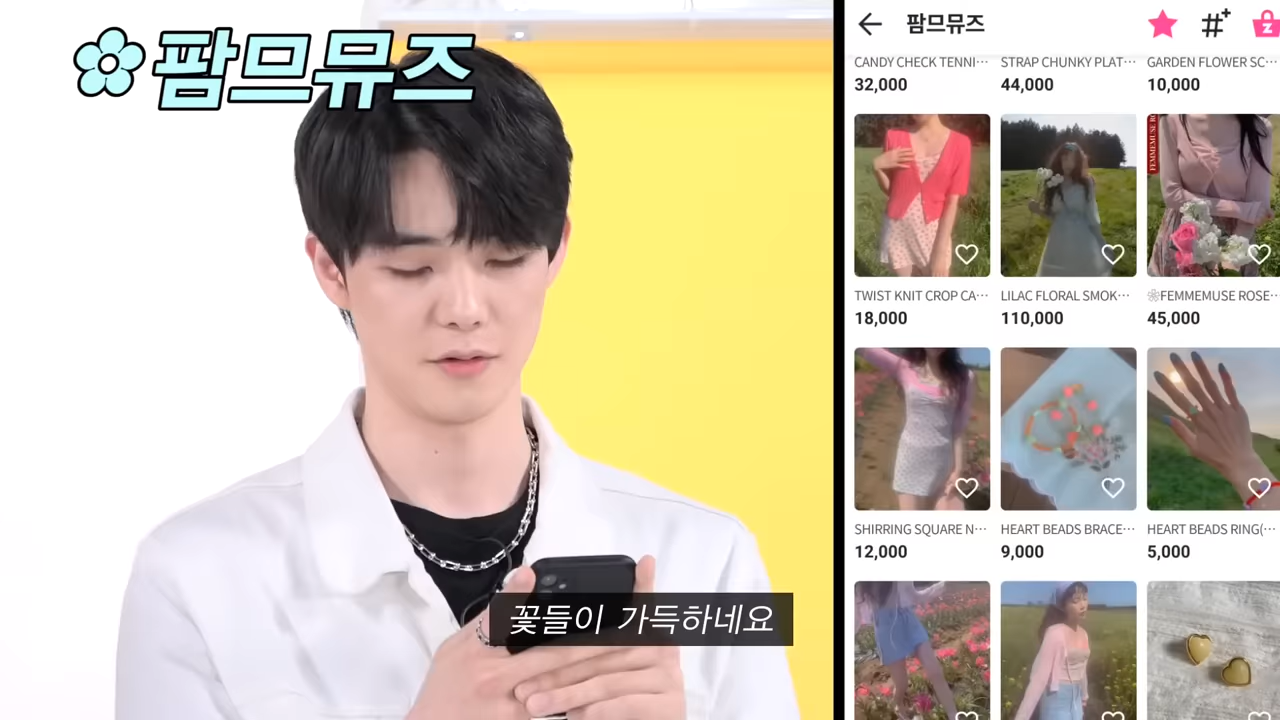 팜므뮤즈
꽃들이 가득하네요
팜므뮤즈
CANDY CHECK TENNI…
STRAP CHUNKY PLAT…
GARDEN FLOWER SC…
32,000
44,000
10,000
FEMMEMUSE RO
TWIST KNIT CROP CA…
LILAC FLORAL SMOK…
FEMMEMUSE ROSE…
18,000
110,000
45,000
SHIRRING SQUARE N…
HEART BEADS BRACE…
HEART BEADS RING(…
12,000
9,000
5,000